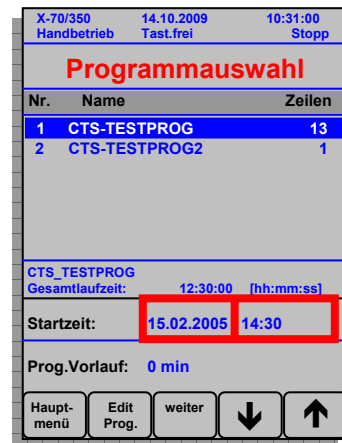 X-70/350 14.10.2009 10:31:00
Handbetrieb Tast.frei Stopp
Programmauswahl
Nr. Name Zeilen
1 CTS-TESTPROG 13
2 CTS-TESTPROG2 1
CTS_TESTPROG
Gesamtlaufzeit: 12:30:00 [hh:mm:ss]
Startzeit: 15.02.2005 14:30
Prog.Vorlauf: 0 min
Haupt- Edit weiter
menü Prog.